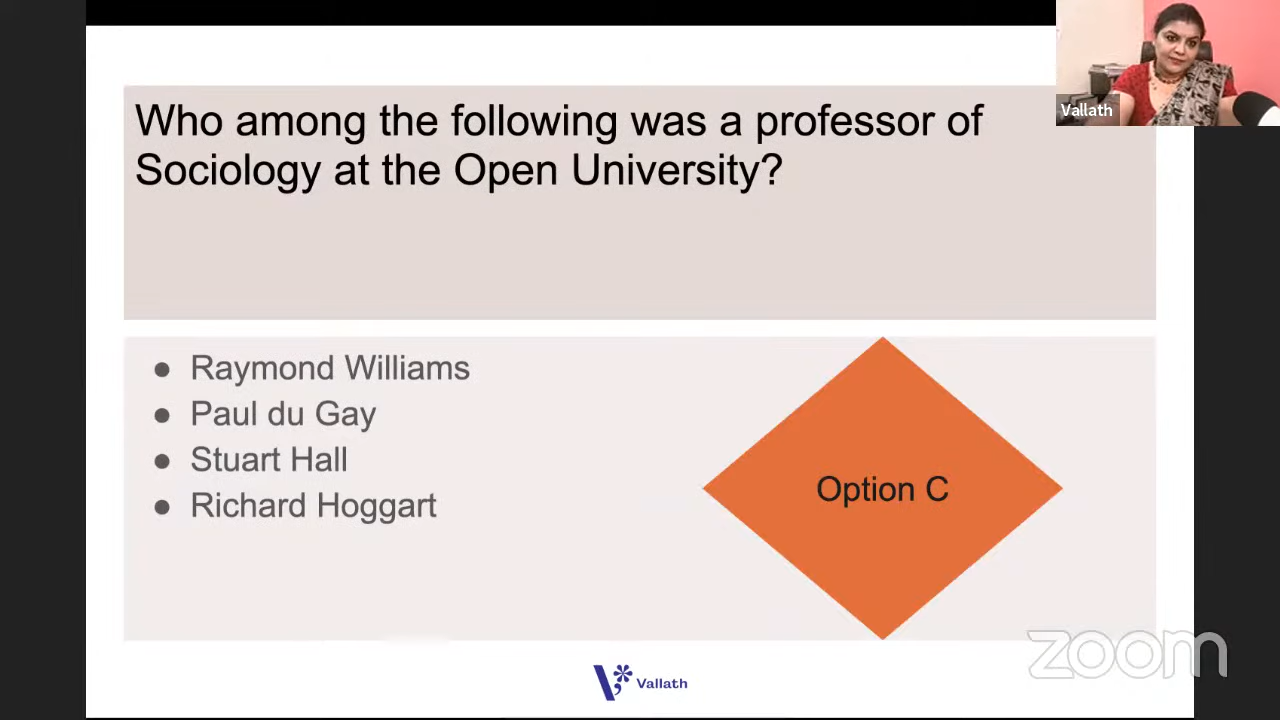 Who among the following was a professor of
Sociology at the Open University?
Vallath
● Raymond Williams
● Paul du Gay
● Stuart Hall
● Richard Hoggart
Option C
zoom
Vallath